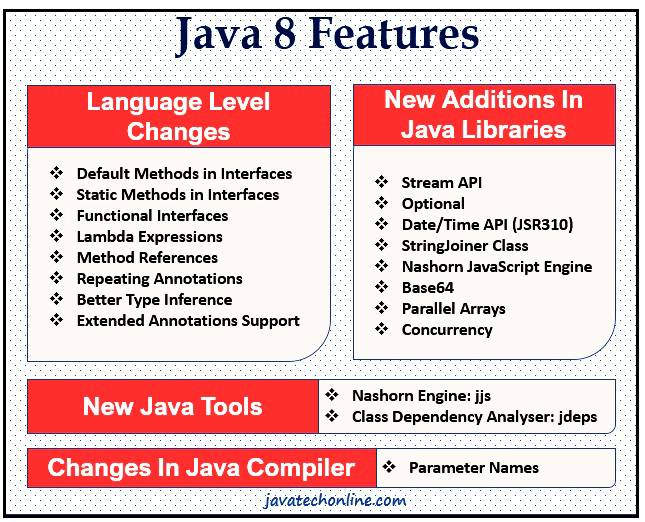 Java 8 Features
Language Level
Changes
Default Methods in Interfaces
Static Methods in Interfaces
Functional Interfaces
Lambda Expressions
Method References
Repeating Annotations
Better Type Inference
Extended Annotations Support
New Additions In
Java Libraries
Stream API
Optional
Date/Time API (JSR310)
StringJoiner Class
Nashorn JavaScript Engine
Base64
Parallel Arrays
Concurrency
New Java Tools
Nashorn Engine: jjs
Class Dependency Analyser: jdeps
Changes In Java Compiler
Parameter Names
javatechonline.com